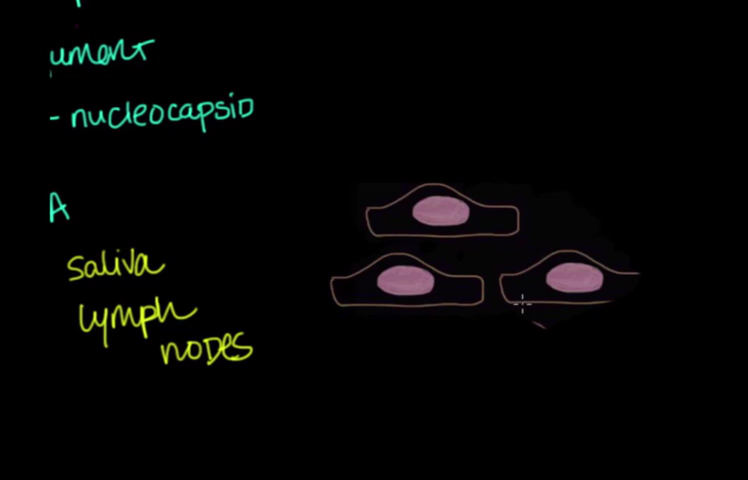 ument
- nucleocapsid
A
saliva
lymph
nodes